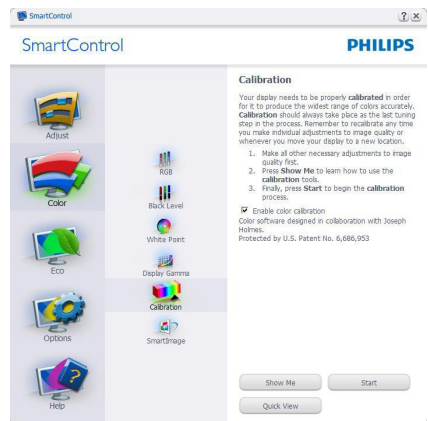 SmartControl
SmartControl
PHILIPS
Adjust
Color
Eco
Options
Help
RGB
Black Level
White Point
Display Gamma
Calibration
SmartImage
Calibration
Your display needs to be properly calibrated in order
for it to produce the widest range of colors accurately.
Calibration should always take place as the last tuning
step in the process. Remember to recalibrate any time
you make individual adjustments to image quality or
whenever you move your display to a new location.
1. Make all other necessary adjustments to image
quality first.
2. Press Show Me to learn how to use the
calibration tools.
3. Finally, press Start to begin the calibration
process.
Enable color calibration
Color software designed in collaboration with Joseph
Holmes.
Protected by U.S. Patent No. 6,686,953
Show Me
Start
Quick View